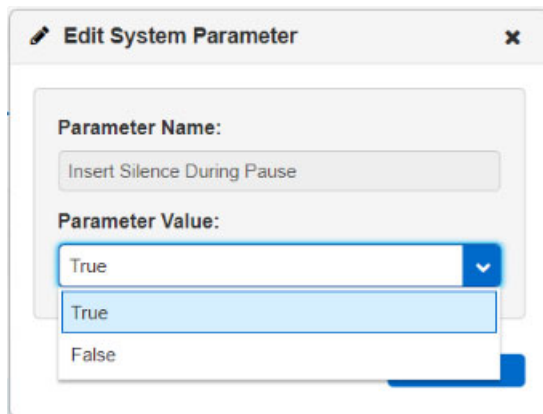 Edit System Parameter
Parameter Name:
Insert Silence During Pause
Parameter Value:
True
True
False